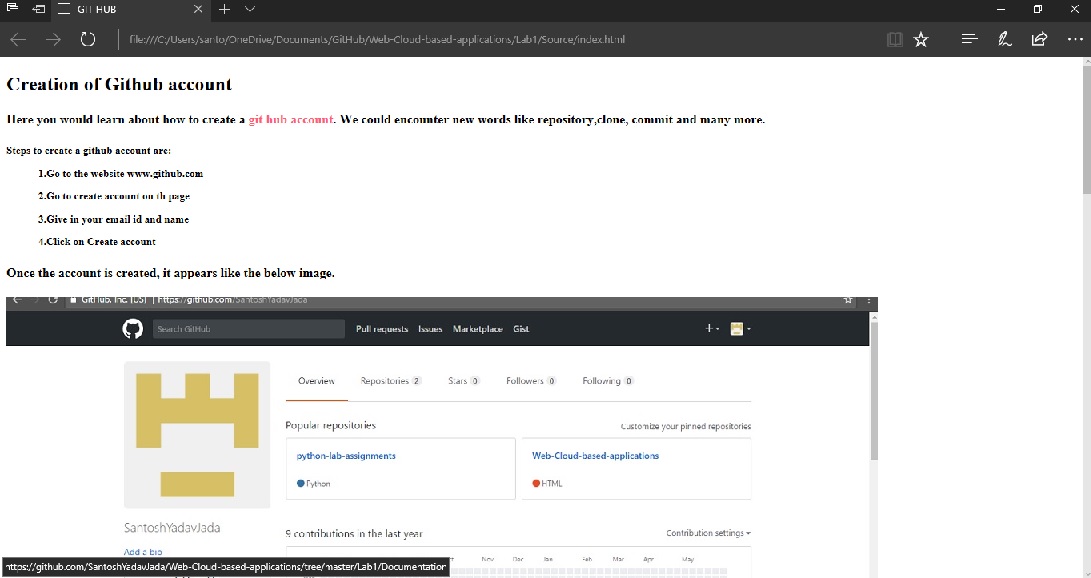 GIT HUB
file:///C:/Users/santo/OneDrive/Documents/GitHub/Web-Cloud-based-applications/Lab1/Source/index.html
Creation of Github account
Here you would learn about how to create a git hub account. We could encounter new words like repository,clone, commit and many more.
Steps to create a github account are:
1.Go to the website www.github.com
2.Go to create account on th page
3.Give in your email id and name
4.Click on Create account
Once the account is created, it appears like the below image.
GitHub, Inc. [US] | https://github.com/SantoshYadavJada
Search GitHub Pull requests Issues Marketplace Gist
Overview Repositories 2 Stars 0 Followers 0 Following 0
Popular repositories Customize your pinned repositories
python-lab-assignments Web-Cloud-based-applications
Python HTML
SantoshYadavJada
9 contributions in the last year Contribution settings
Add a bio
Nov Dec Jan Feb Mar Apr May
https://github.com/SantoshYadavJada/Web-Cloud-based-applications/tree/master/Lab1/Documentation